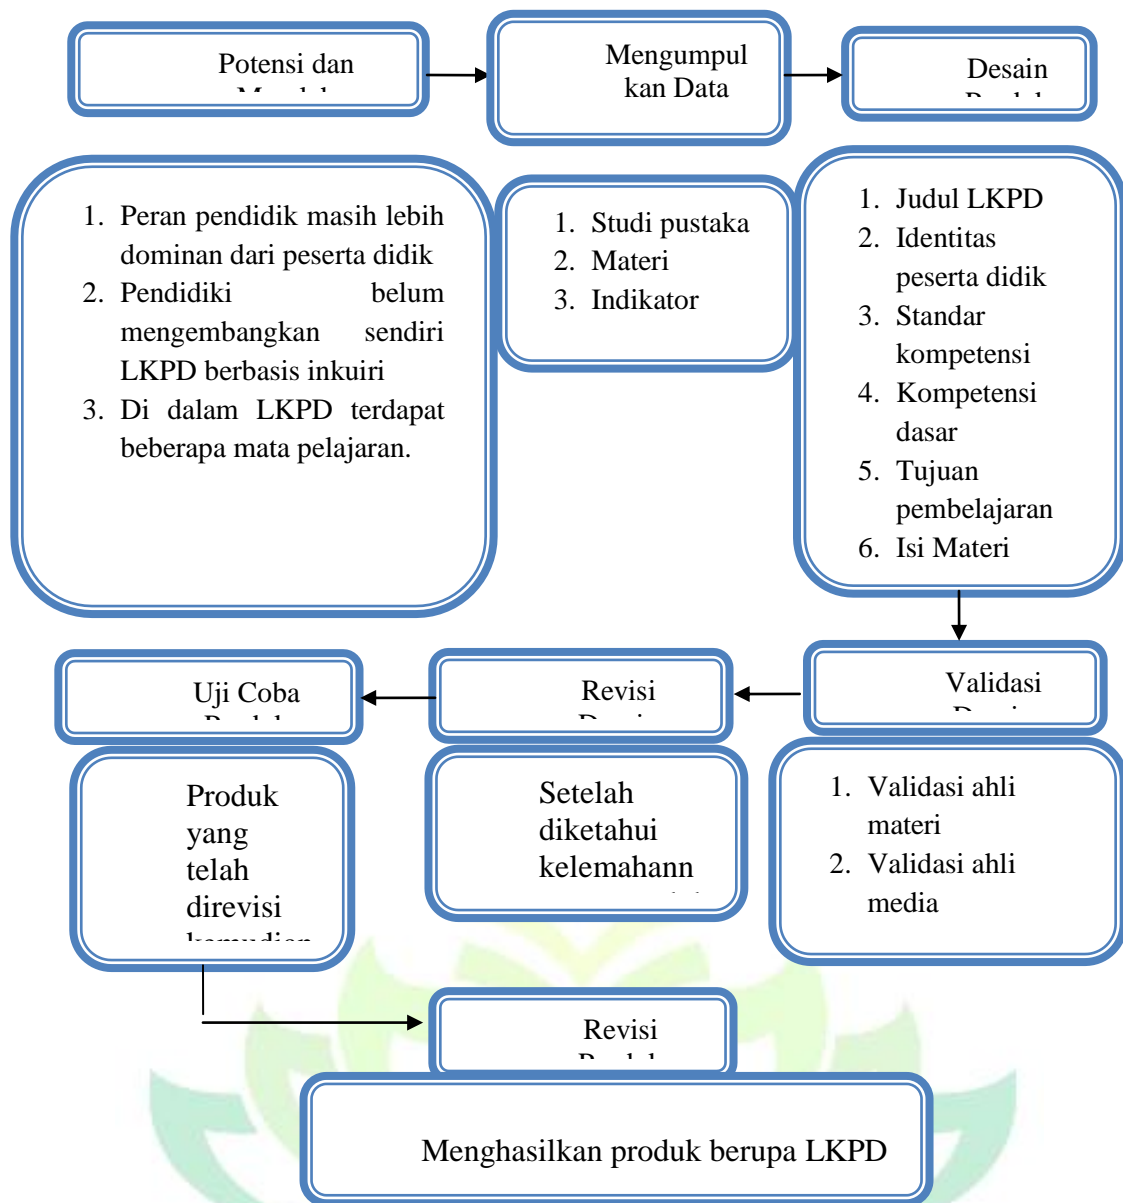 Potensi dan
Mengumpul
kan Data
Desain
1. Peran pendidik masih lebih
dominan dari peserta didik
2. Pendidiki belum
mengembangkan sendiri
LKPD berbasis inkuiri
3. Di dalam LKPD terdapat
beberapa mata pelajaran.
1. Studi pustaka
2. Materi
3. Indikator
1. Judul LKPD
2. Identitas
peserta didik
3. Standar
kompetensi
4. Kompetensi
dasar
5. Tujuan
pembelajaran
6. Isi Materi
Validasi
Revisi
Uji Coba
1. Validasi ahli
materi
2. Validasi ahli
media
Setelah
diketahui
kelemahann
Produk
yang
telah
direvisi
kemudian
Revisi
Menghasilkan produk berupa LKPD